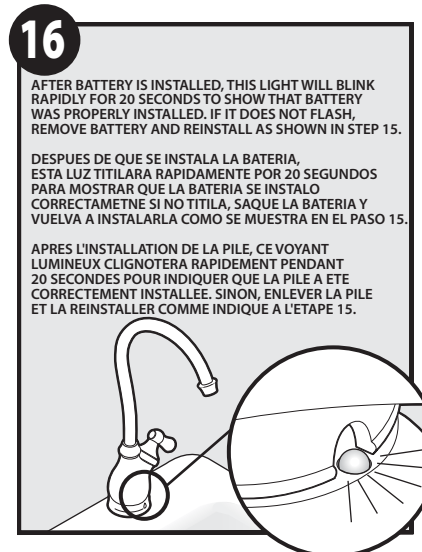 16
AFTER BATTERY IS INSTALLED, THIS LIGHT WILL BLINK
RAPIDLY FOR 20 SECONDS TO SHOW THAT BATTERY
WAS PROPERLY INSTALLED. IF IT DOES NOT FLASH,
REMOVE BATTERY AND REINSTALL AS SHOWN IN STEP 15.
DESPUES DE QUE SE INSTALA LA BATERIA,
ESTA LUZ TITILARA RAPIDAMENTE POR 20 SEGUNDOS
PARA MOSTRAR QUE LA BATERIA SE INSTALO
CORRECTAMETNE SI NO TITILA, SAQUE LA BATERIA Y
VUELVA A INSTALARLA COMO SE MUESTRA EN EL PASO 15.
APRES L'INSTALLATION DE LA PILE, CE VOYANT
LUMINEUX CLIGNOTERA RAPIDEMENT PENDANT
20 SECONDES POUR INDIQUER QUE LA PILE A ETE
CORRECTEMENT INSTALLEE. SINON, ENLEVER LA PILE
ET LA REINSTALLER COMME INDIQUE A L'ETAPE 15.